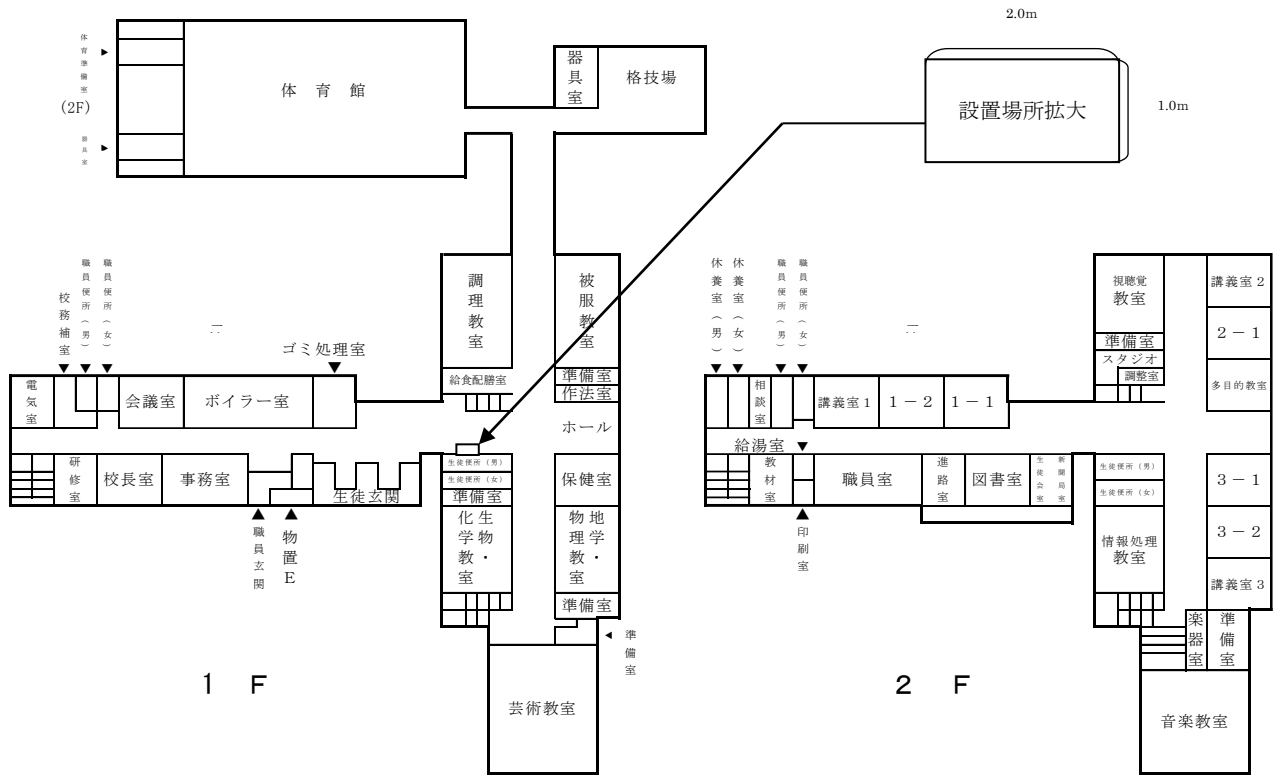 2.0m
1.0m
設置場所拡大
体育準備室
(2F)
器具室
体育館
器具室
格技場
校務補室
職員便所(男)
職員便所(女)
ゴミ処理室
電気室
会議室
ボイラー室
研修室
校長室
事務室
生徒玄関
職員玄関
物置E
調理教室
給食配膳室
被服教室
準備室
作法室
ホール
生徒便所(男)
生徒便所(女)
準備室
保健室
生物・化学教室
地学・物理教室
準備室
準備室
芸術教室
1 F
休養室(男)
休養室(女)
職員便所(男)
職員便所(女)
相談室
講義室1
1-2
1-1
給湯室
教材室
職員室
進路室
図書室
生徒会室
新聞局室
印刷室
視聴覚教室
準備室
スタジオ
調整室
講義室2
2-1
多目的教室
生徒便所(男)
生徒便所(女)
情報処理教室
3-1
3-2
講義室3
楽器室
準備室
音楽教室
2 F